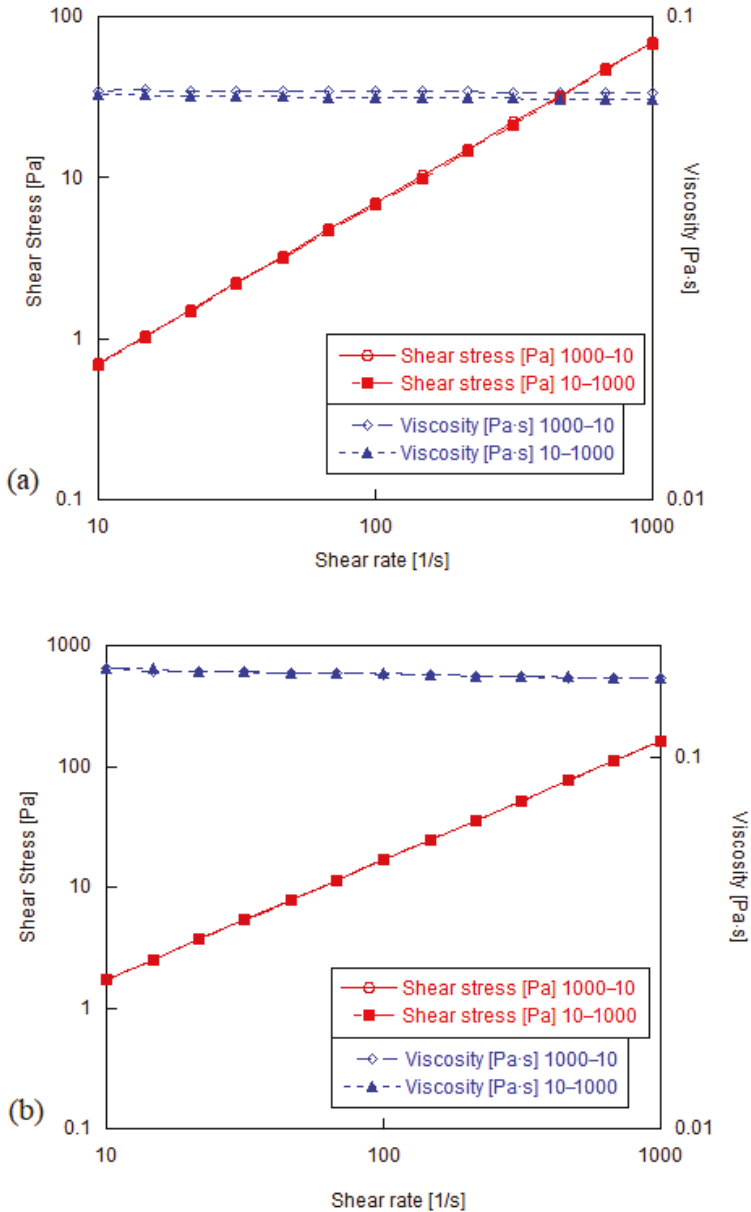 100
10
1
0.1
Shear Stress [Pa]
0.1
0.01
Viscosity [Pa·s]
Shear stress [Pa] 1000–10
Shear stress [Pa] 10–1000
Viscosity [Pa·s] 1000–10
Viscosity [Pa·s] 10–1000
(a)
10
100
1000
Shear rate [1/s]
1000
100
10
1
0.1
Shear Stress [Pa]
0.1
0.01
Viscosity [Pa·s]
Shear stress [Pa] 1000–10
Shear stress [Pa] 10–1000
Viscosity [Pa·s] 1000–10
Viscosity [Pa·s] 10–1000
(b)
10
100
1000
Shear rate [1/s]